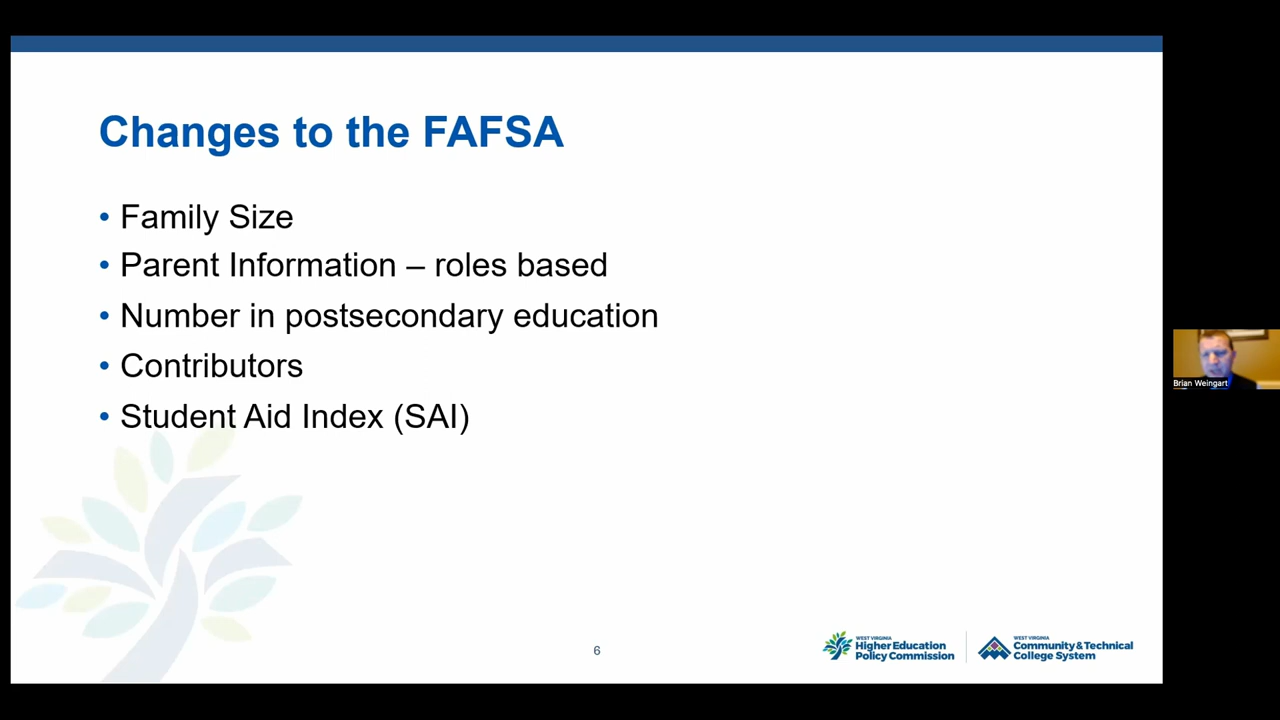 Changes to the FAFSA
• Family Size
• Parent Information – roles based
• Number in postsecondary education
• Contributors
• Student Aid Index (SAI)
Brian Weingart
6
WEST VIRGINIA
Higher Education
Policy Commission
WEST VIRGINIA
Community & Technical
College System